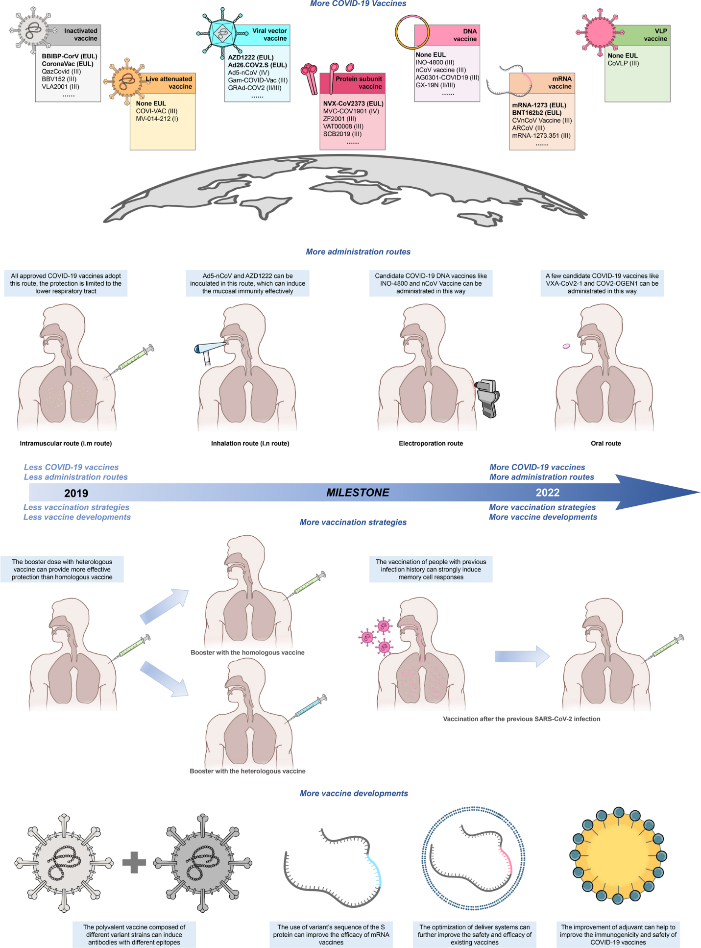 More COVID-19 Vaccines
Inactivated
vaccine
BBIBP-CorV (EUL)
CoronaVac (EUL)
QazCovid (III)
BBV152 (III)
VLA2001 (III)
......
Live attenuated
vaccine
None EUL
COVI-VAC (III)
MV-014-212 (I)
Viral vector
vaccine
AZD1222 (EUL)
Ad26.COV2.S (EUL)
Ad5-nCoV (IV)
Gam-COVID-Vac (III)
GRAd-COV2 (II/III)
......
Protein subunit
vaccine
NVX-CoV2373 (EUL)
MVC-COV1901 (IV)
ZF2001 (III)
VAT00008 (III)
SCB2019 (III)
......
DNA
vaccine
None EUL
INO-4800 (III)
nCoV vaccine (III)
AG0301-COVID19 (III)
GX-19N (II/III)
mRNA
vaccine
mRNA-1273 (EUL)
BNT162b2 (EUL)
CVnCoV Vaccine (III)
ARCoV (III)
mRNA-1273.351 (III)
......
VLP
vaccine
None EUL
CoVLP (III)
More administration routes
All approved COVID-19 vaccines adopt
this route, the protection is limited to the
lower respiratory tract
Ad5-nCoV and AZD1222 can be
inoculated in this route, which can induce
the mucosal immunity effectively
Candidate COVID-19 DNA vaccines like
INO-4800 and nCoV Vaccine can be
administrated in this way
A few candidate COVID-19 vaccines like
VXA-CoV2-1 and COV2-OGEN1 can be
administrated in this way
Intramuscular route (i.m route)
Inhalation route (i.n route)
Electroporation route
Oral route
Less COVID-19 vaccines
Less administration routes
More COVID-19 vaccines
More administration routes
2019
MILESTONE
2022
Less vaccination strategies
Less vaccine developments
More vaccination strategies
More vaccine developments
More vaccination strategies
The booster dose with heterologous
vaccine can provide more effective
protection than homologous vaccine
The vaccination of people with previous
infection history can strongly induce
memory cell responses
Booster with the homologous vaccine
Vaccination after the previous SARS-CoV-2 infection
Booster with the heterologous vaccine
More vaccine developments
The polyvalent vaccine composed of
different variant strains can induce
antibodies with different epitopes
The use of variant's sequence of the S
protein can improve the efficacy of mRNA
vaccines
The optimization of deliver systems can
further improve the safety and efficacy of
existing vaccines
The improvement of adjuvant can help to
improve the immunogenicity and safety of
COVID-19 vaccines